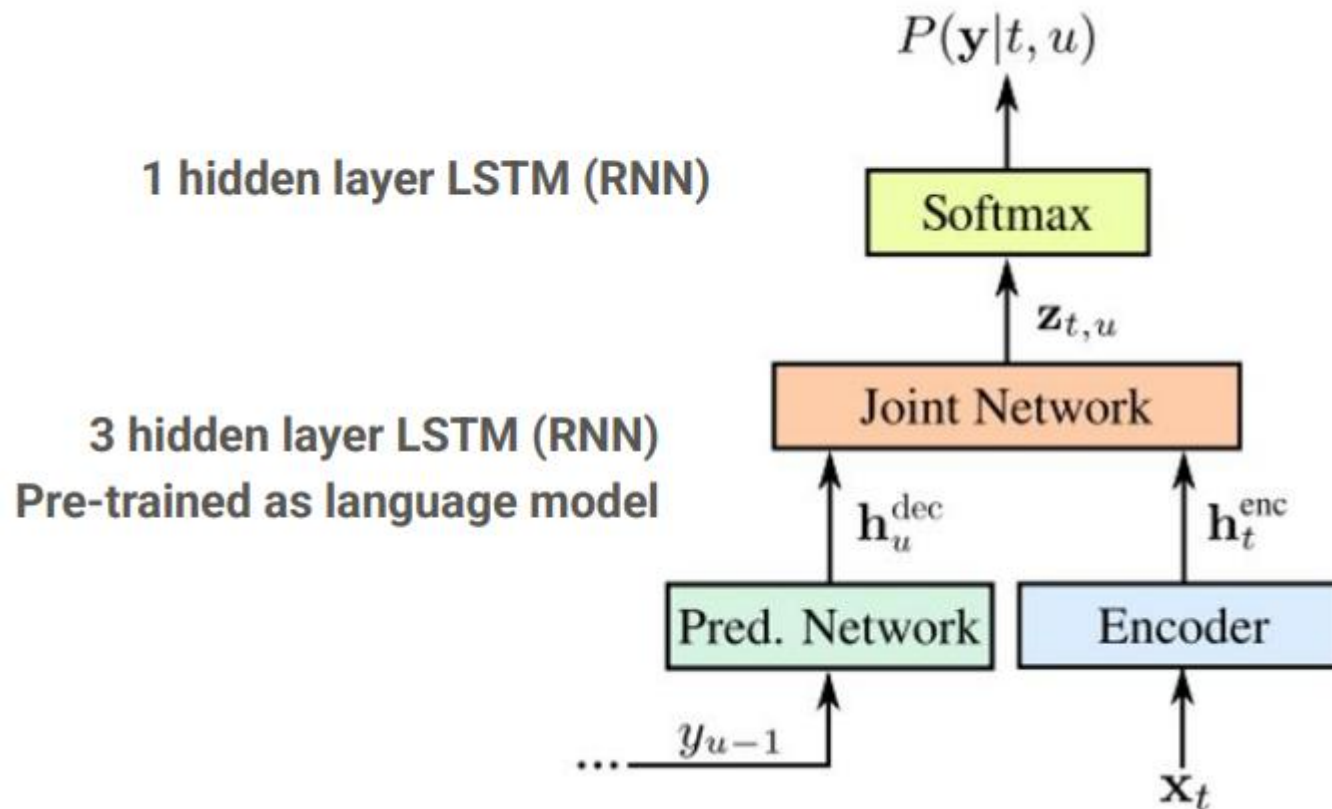 P(y|t, u)
1 hidden layer LSTM (RNN)
Softmax
z_{t,u}
Joint Network
3 hidden layer LSTM (RNN)
Pre-trained as language model
h_u^{dec}
h_t^{enc}
Pred. Network
Encoder
... y_{u-1}
x_t